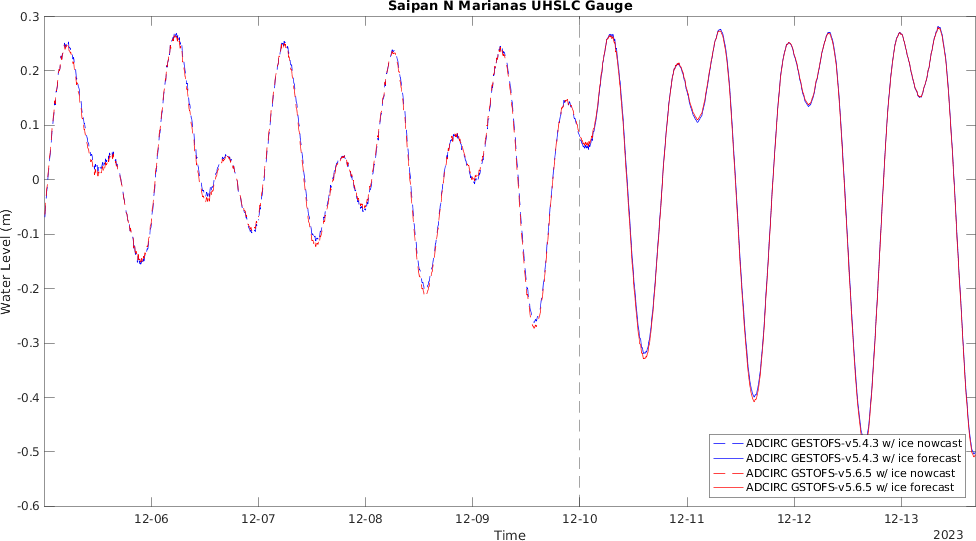 Saipan N Marianas UHSLC Gauge
Water Level (m)
0.3
0.2
0.1
0
-0.1
-0.2
-0.3
-0.4
-0.5
-0.6
ADCIRC GESTOFS-v5.4.3 w/ ice nowcast
ADCIRC GESTOFS-v5.4.3 w/ ice forecast
ADCIRC GSTOFS-v5.6.5 w/ ice nowcast
ADCIRC GSTOFS-v5.6.5 w/ ice forecast
12-06 12-07 12-08 12-09 12-10 12-11 12-12 12-13
Time
2023